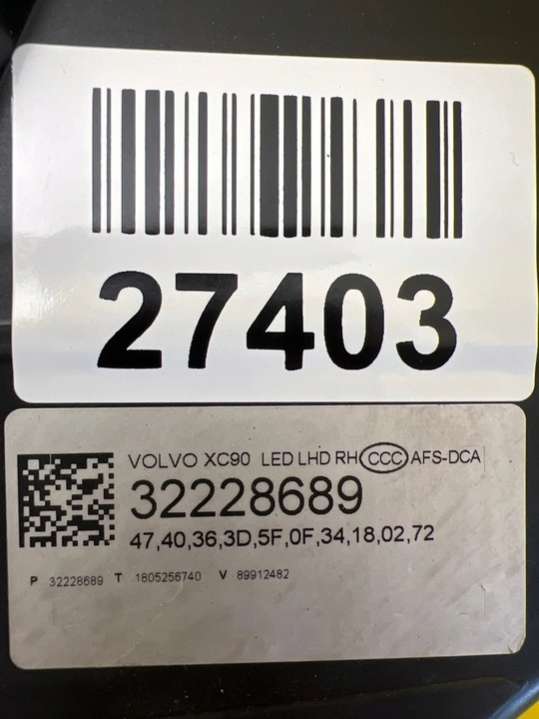 27403
VOLVO XC90 LED LHD RH CCC AFS-DCA
32228689
47,40,36,3D,5F,0F,34,18,02,72
P 32228689 T 1805256740 V 89912482